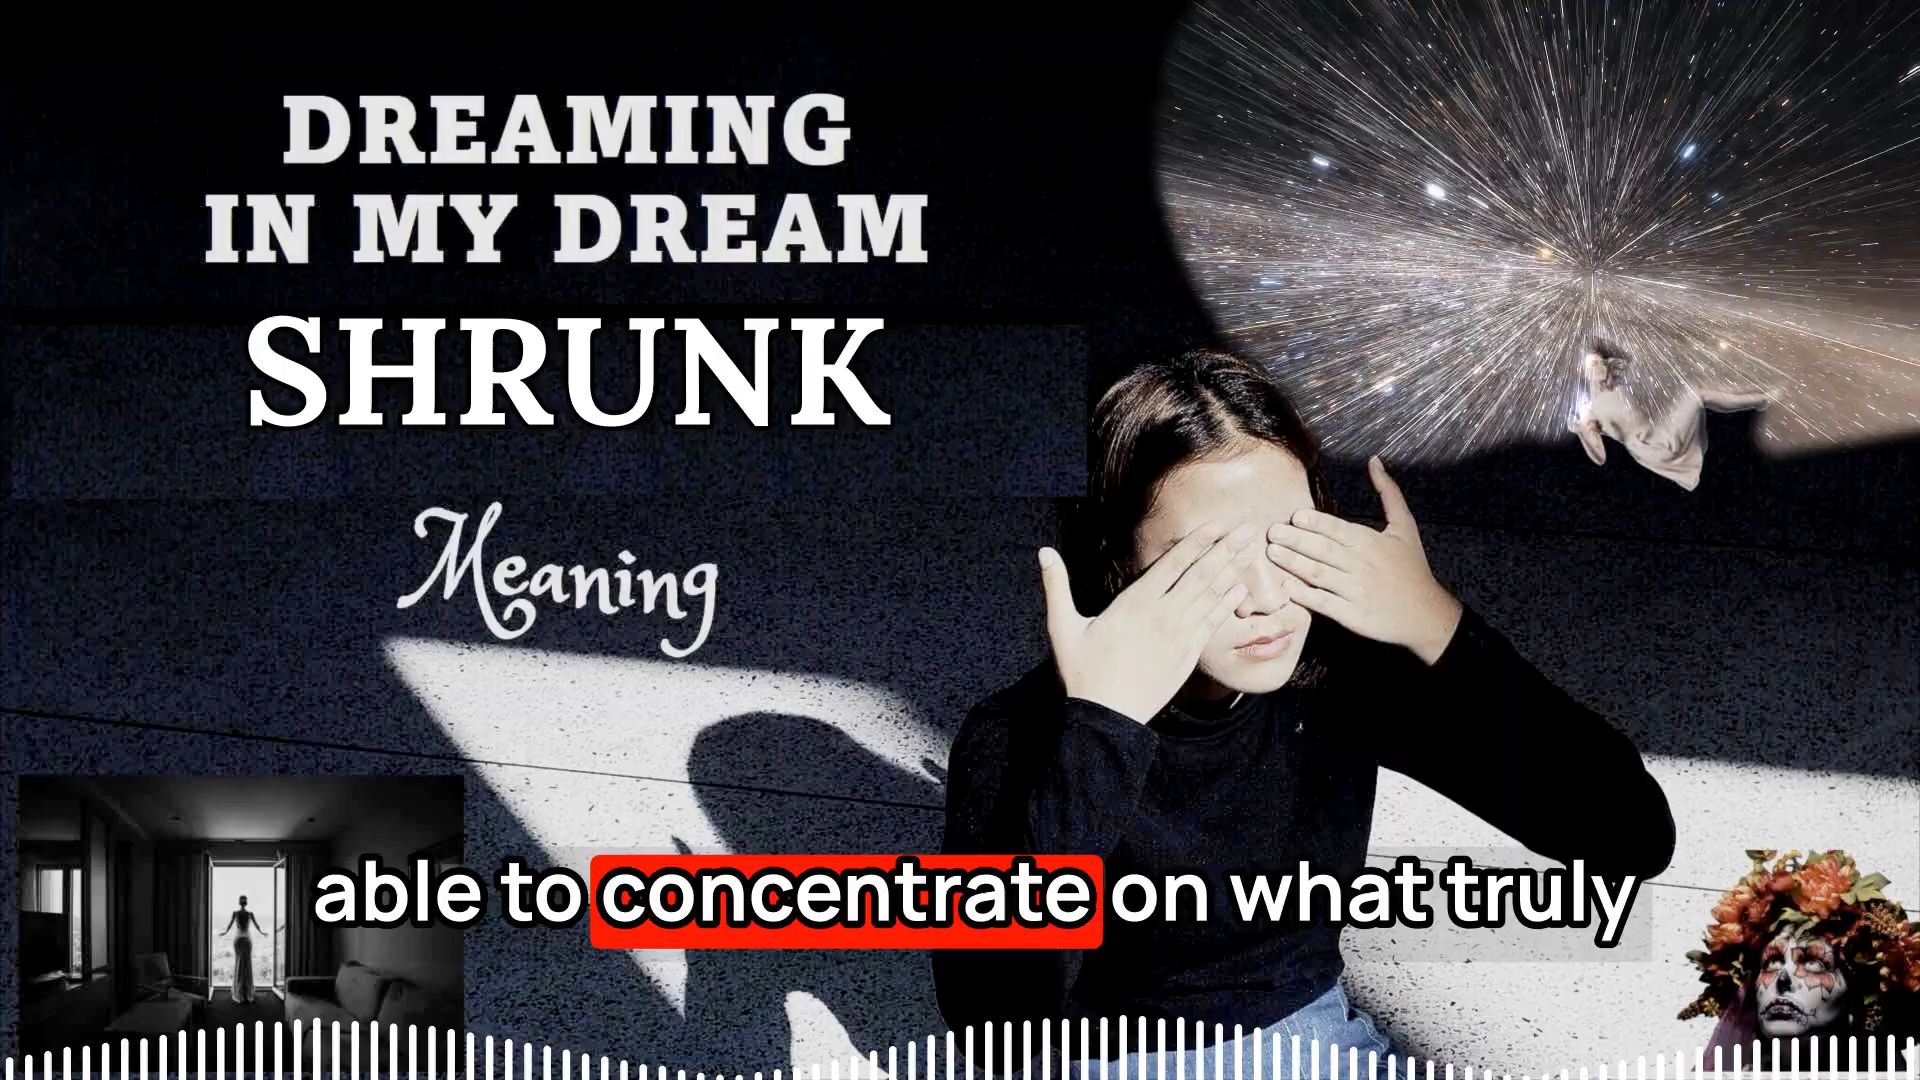 DREAMING
IN MY DREAM
SHRUNK
Meaning
able to concentrate on what truly